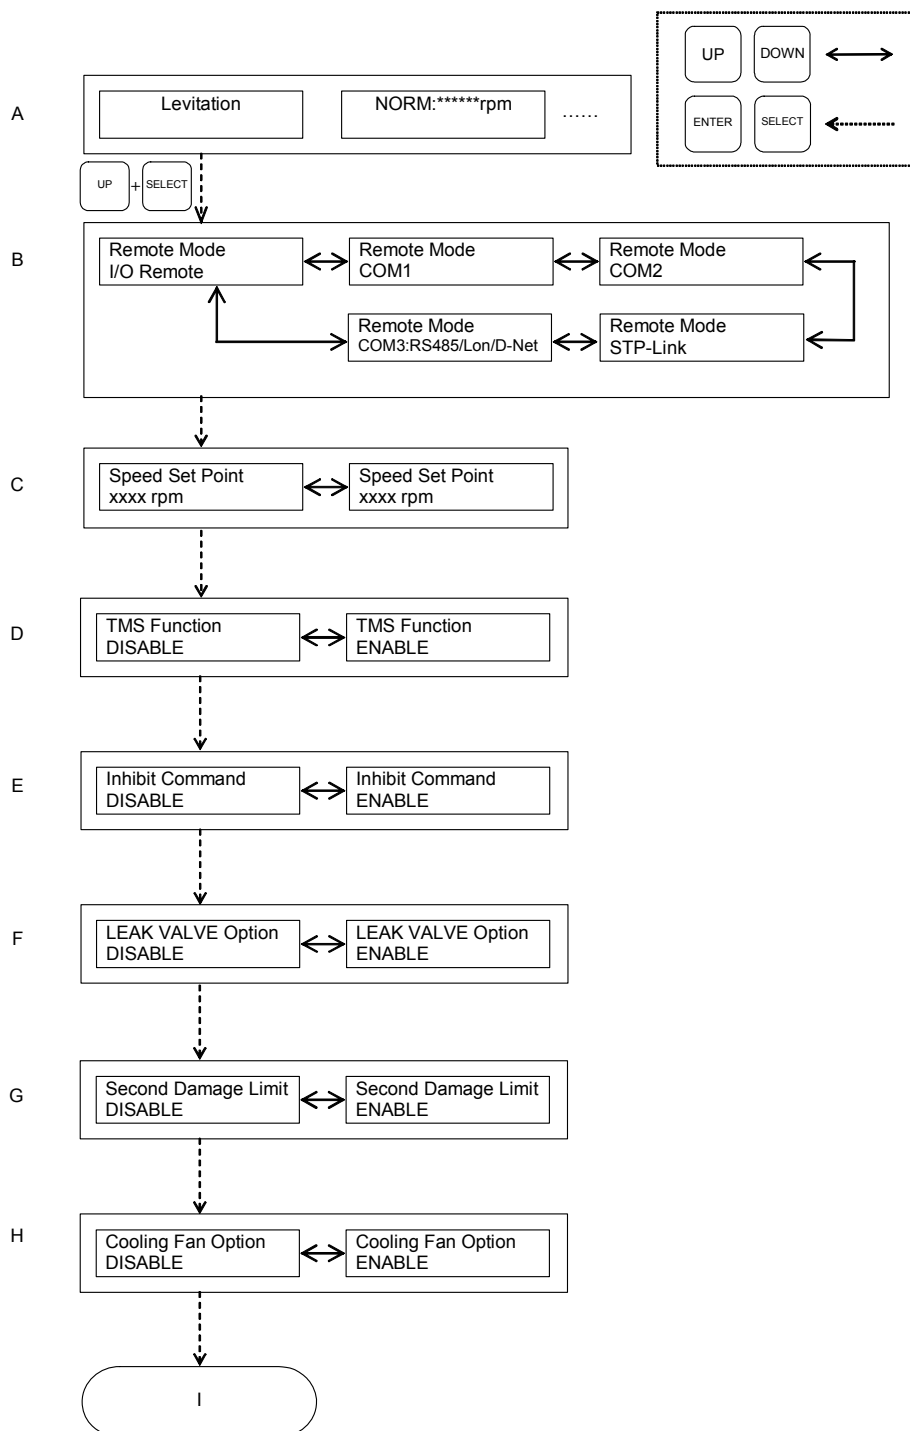 UP DOWN
ENTER SELECT
A
Levitation NORM:******rpm ......
UP + SELECT
B
Remote Mode Remote Mode Remote Mode
I/O Remote COM1 COM2
Remote Mode Remote Mode
COM3:RS485/Lon/D-Net STP-Link
C
Speed Set Point Speed Set Point
xxxx rpm xxxx rpm
D
TMS Function TMS Function
DISABLE ENABLE
E
Inhibit Command Inhibit Command
DISABLE ENABLE
F
LEAK VALVE Option LEAK VALVE Option
DISABLE ENABLE
G
Second Damage Limit Second Damage Limit
DISABLE ENABLE
H
Cooling Fan Option Cooling Fan Option
DISABLE ENABLE
I